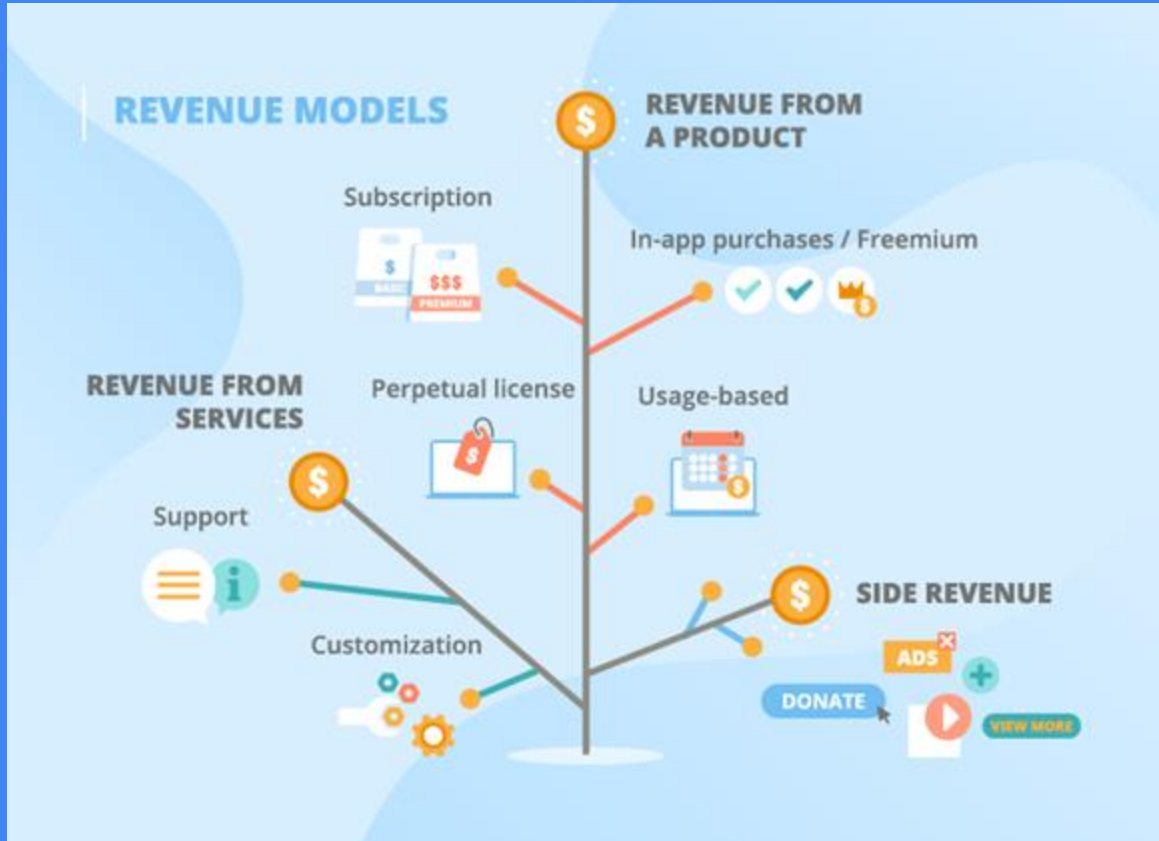 REVENUE MODELS
$
REVENUE FROM
A PRODUCT
Subscription
$
BASIC
$$$
PREMIUM
In-app purchases / Freemium
$
REVENUE FROM
SERVICES
$
Perpetual license
$
Usage-based
$
Support
i
Customization
$
SIDE REVENUE
ADS
DONATE
VIEW MORE